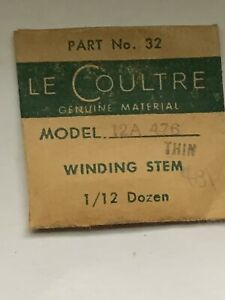 PART No. 32
LE COULTRE
GENUINE MATERIAL
MODEL 12A 476
THIN
WINDING STEM
1/12 Dozen